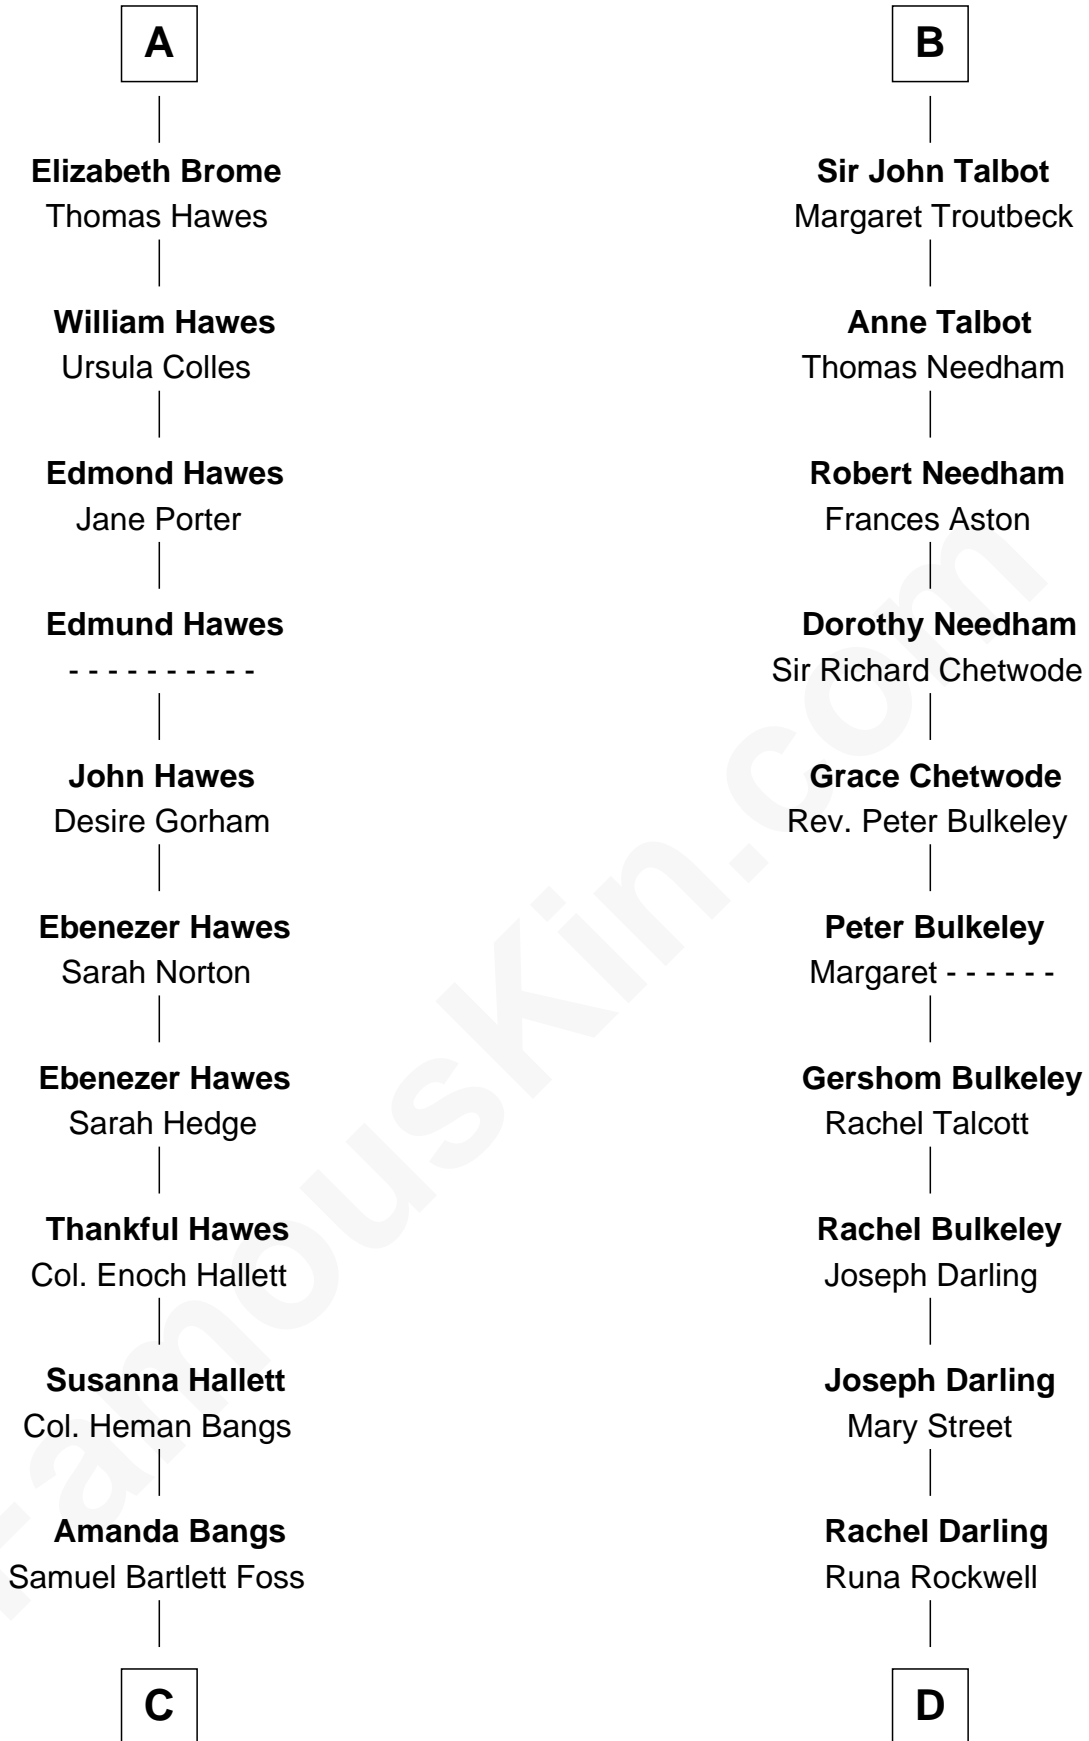 A
Elizabeth Brome
Thomas Hawes
William Hawes
Ursula Colles
Edmond Hawes
Jane Porter
Edmund Hawes
- - - - - - - - - -
John Hawes
Desire Gorham
Ebenezer Hawes
Sarah Norton
Ebenezer Hawes
Sarah Hedge
Thankful Hawes
Col. Enoch Hallett
Susanna Hallett
Col. Heman Bangs
Amanda Bangs
Samuel Bartlett Foss
C
B
Sir John Talbot
Margaret Troutbeck
Anne Talbot
Thomas Needham
Robert Needham
Frances Aston
Dorothy Needham
Sir Richard Chetwode
Grace Chetwode
Rev. Peter Bulkeley
Peter Bulkeley
Margaret - - - - - -
Gershom Bulkeley
Rachel Talcott
Rachel Bulkeley
Joseph Darling
Joseph Darling
Mary Street
Rachel Darling
Runa Rockwell
D
FamousKin.com